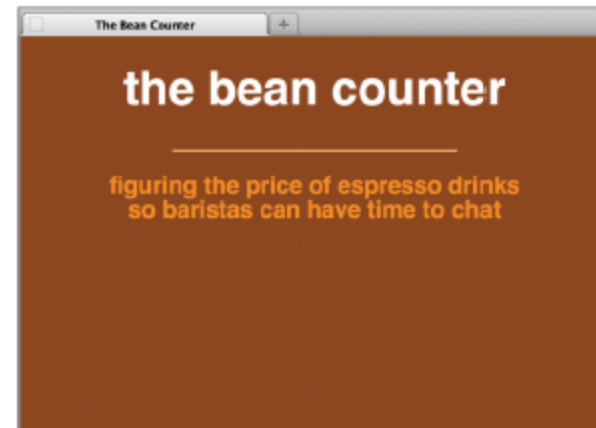 The Bean Counter
+
the bean counter
figuring the price of espresso drinks
so baristas can have time to chat